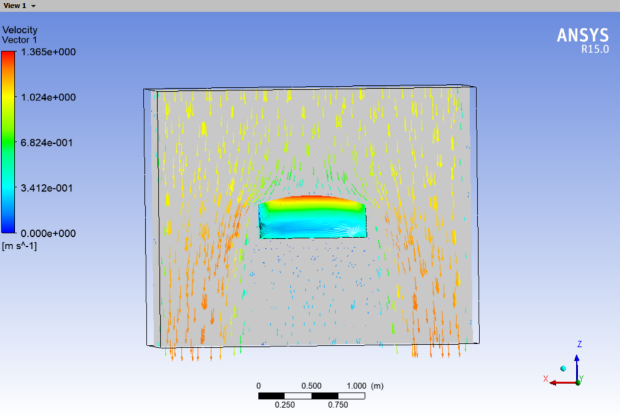 View 1
Velocity
Vector 1
1.365e+000
1.024e+000
6.824e-001
3.412e-001
0.000e+000
[m s^-1]
ANSYS
R15.0
0 0.500 1.000 (m)
0.250 0.750
Z
X Y